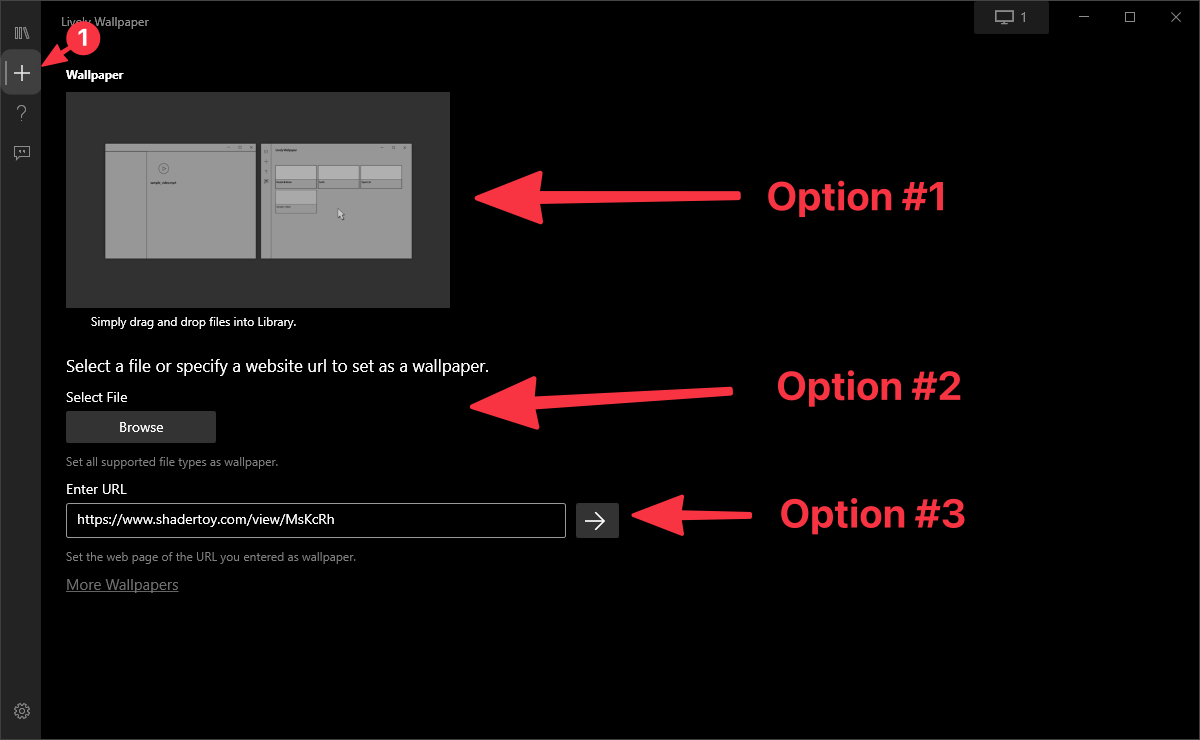 Lively Wallpaper
1
1
Wallpaper
Option #1
Simply drag and drop files into Library.
Select a file or specify a website url to set as a wallpaper.
Option #2
Select File
Browse
Set all supported file types as wallpaper.
Enter URL
https://www.shadertoy.com/view/MsKcRh
Option #3
Set the web page of the URL you entered as wallpaper.
More Wallpapers